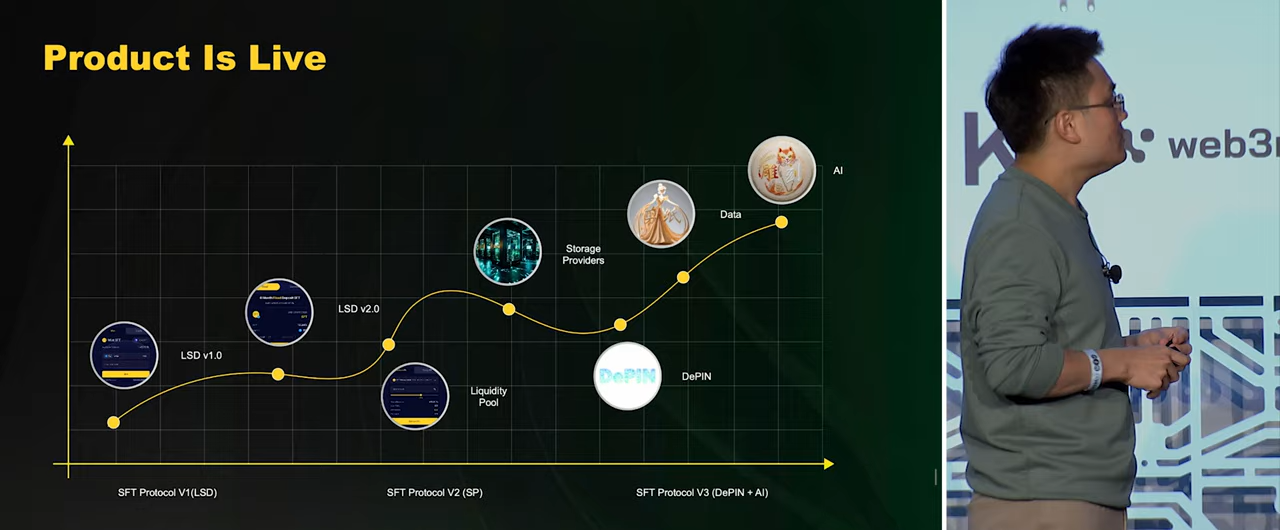 Product Is Live
AI
Data
Storage
Providers
LSD v2.0
LSD v1.0
Liquidity
Pool
DePIN
DePIN
SFT Protocol V1(LSD)
SFT Protocol V2 (SP)
SFT Protocol V3 (DePIN + AI)
K
web3